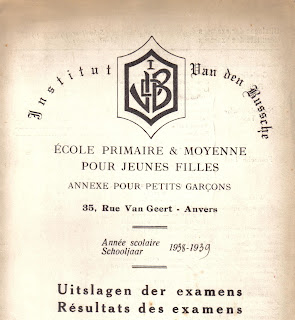 Institut Van den Bussche
I
VDB
ÉCOLE PRIMAIRE & MOYENNE
POUR JEUNES FILLES
ANNEXE POUR PETITS GARÇONS
35, Rue Van Geert - Anvers
Année scolaire
Schooljaar 1938-1939
Uitslagen der examens
Résultats des examens